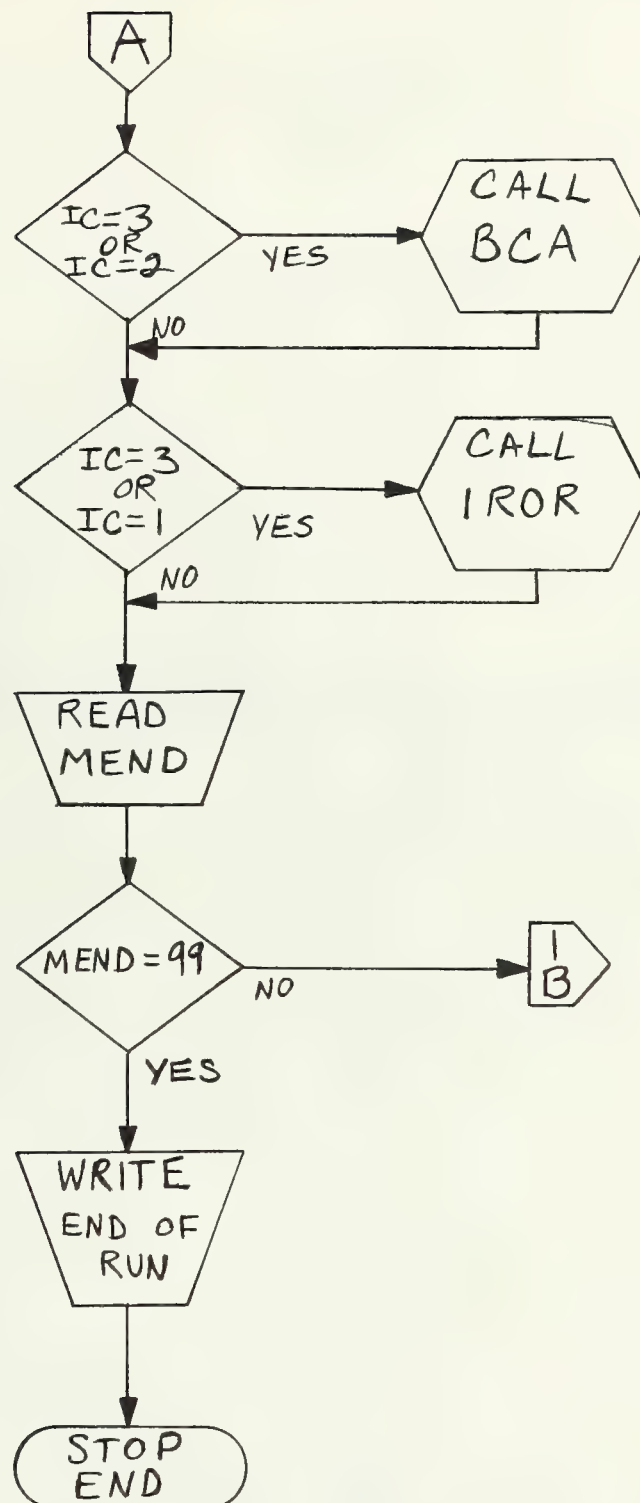 A
IC=3
OR
IC=2
YES
CALL
BCA
NO
IC=3
OR
IC=1
YES
CALL
IROR
NO
READ
MEND
MEND=99
NO
1
B
YES
WRITE
END OF
RUN
STOP
END